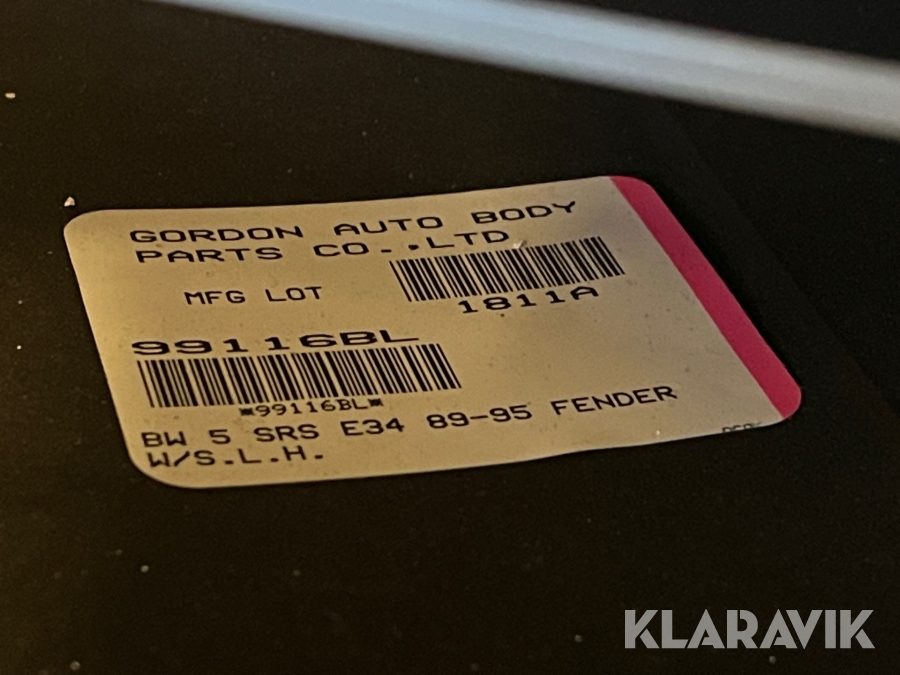 GORDON AUTO BODY
PARTS CO.,LTD
MFG LOT
1811A
99116BL
*99116BL*
BW 5 SRS E34 89-95 FENDER
W/S.L.H.
KLARAVIK